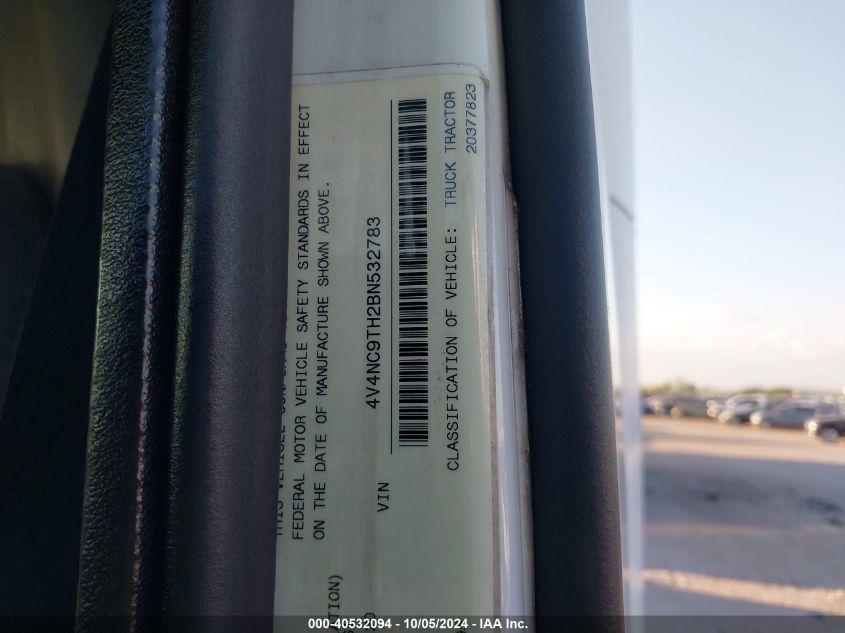 FEDERAL MOTOR VEHICLE SAFETY STANDARDS IN EFFECT
ON THE DATE OF MANUFACTURE SHOWN ABOVE.
VIN 4V4NC9TH2BN532783
CLASSIFICATION OF VEHICLE: TRUCK TRACTOR
20377823
000-40532094 - 10/05/2024 - IAA Inc.